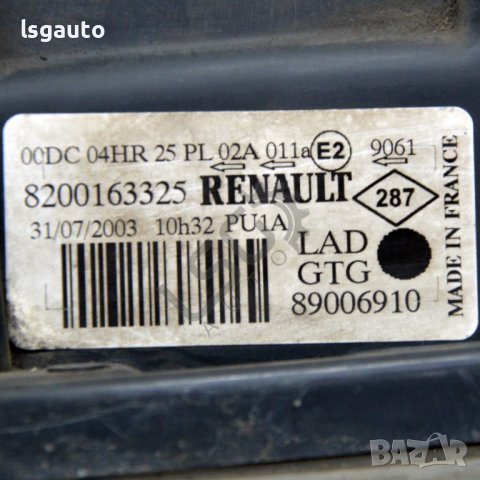 lsgauto
00DC 04HR 25 PL 02A 011a E2 9061
8200163325 RENAULT 287
31/07/2003 10h32 PU1A
LAD
GTG
89006910
MADE IN FRANCE
BAZAR